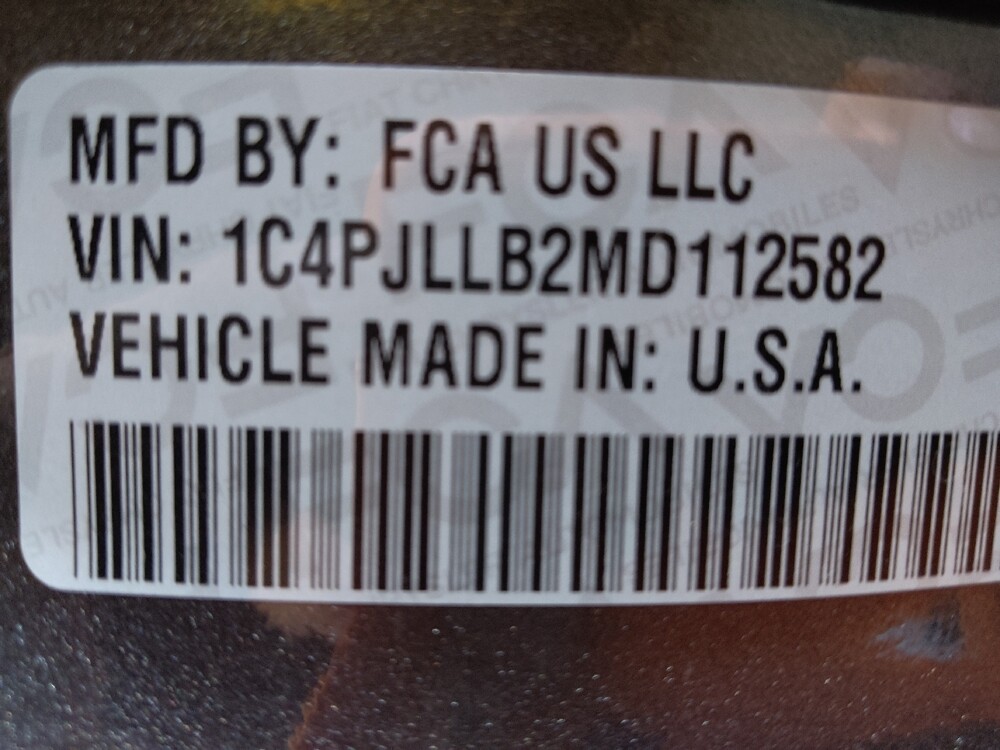 MFD BY: FCA US LLC
VIN: 1C4PJLLB2MD112582
VEHICLE MADE IN: U.S.A.